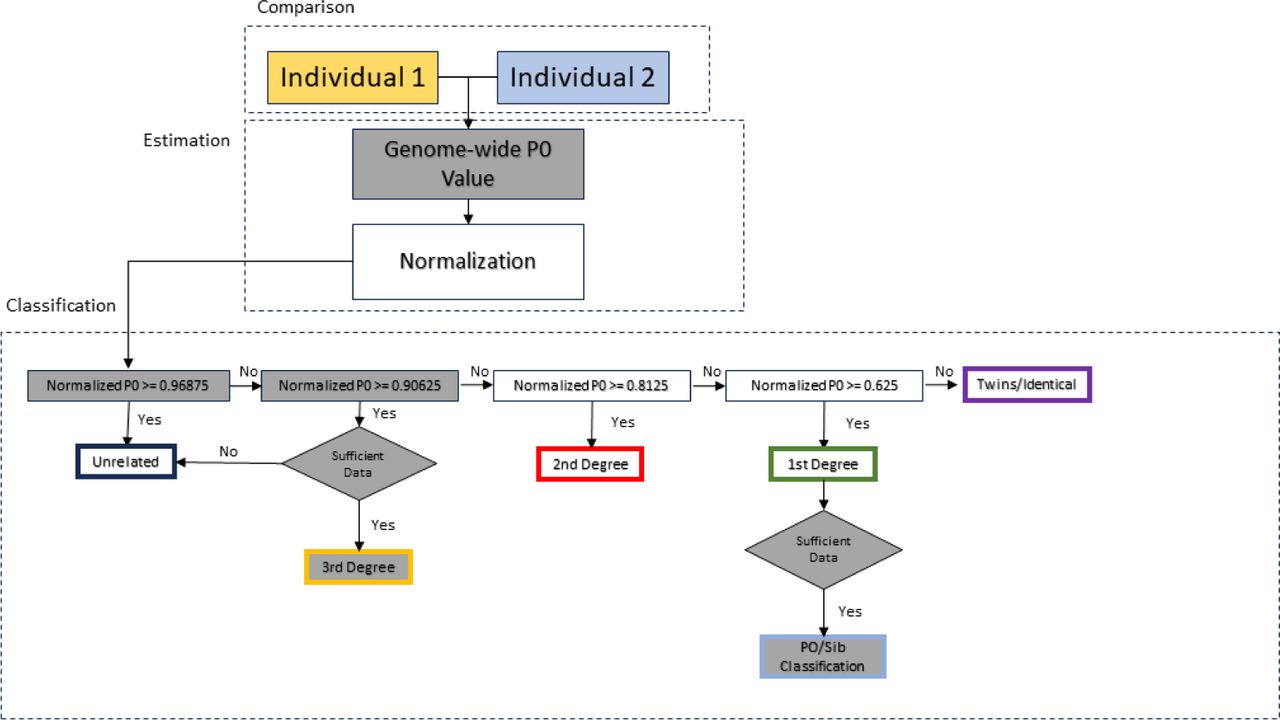 Comparison
Individual 1
Individual 2
Estimation
Genome-wide P0
Value
Normalization
Classification
Normalized P0 >= 0.96875
No
Normalized P0 >= 0.90625
No
Normalized P0 >= 0.8125
No
Normalized P0 >= 0.625
No
Twins/Identical
Yes
Yes
Yes
Yes
Unrelated
No
Sufficient
Data
2nd Degree
1st Degree
Yes
3rd Degree
Sufficient
Data
Yes
PO/Sib
Classification